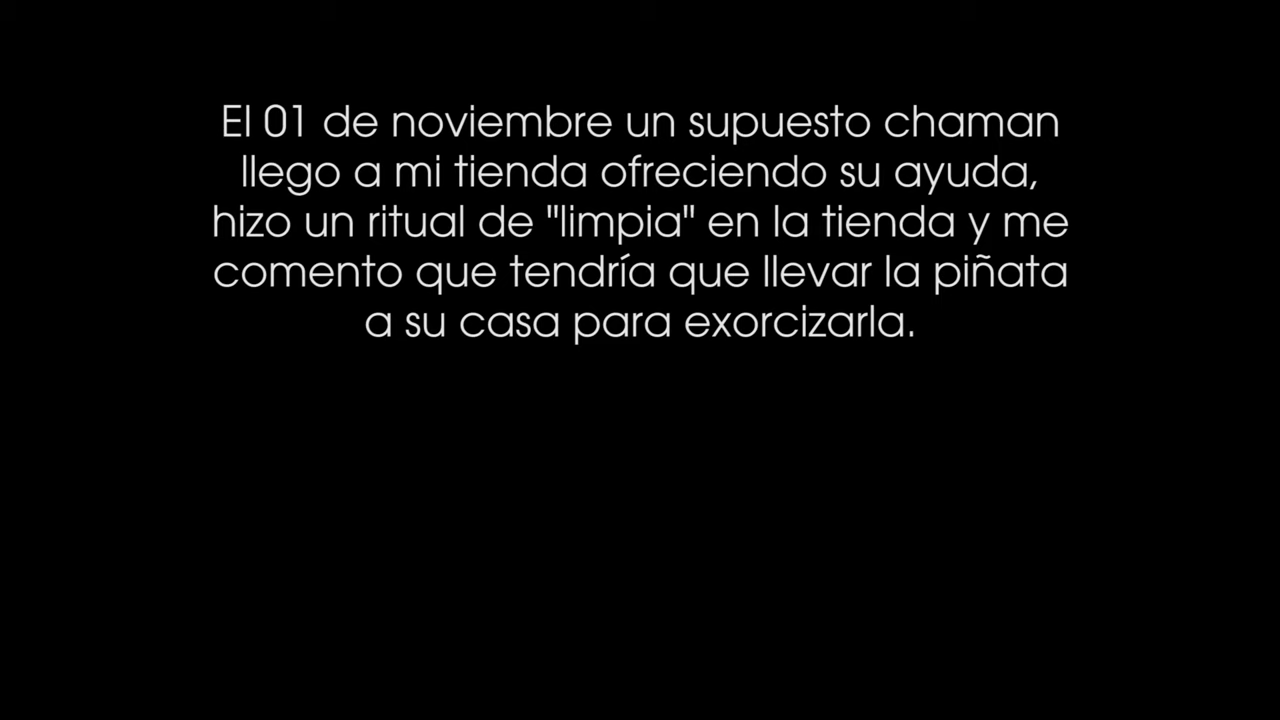 El 01 de noviembre un supuesto chaman
llego a mi tienda ofreciendo su ayuda,
hizo un ritual de "limpia" en la tienda y me
comento que tendría que llevar la piñata
a su casa para exorcizarla.